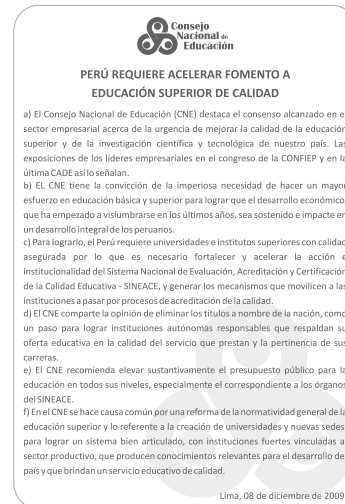 Consejo
Nacional de
Educación
PERÚ REQUIERE ACELERAR FOMENTO A
EDUCACIÓN SUPERIOR DE CALIDAD
a) El Consejo Nacional de Educación (CNE) destaca el consenso alcanzado en e
sector empresarial acerca de la urgencia de mejorar la calidad de la educación
superior y de la investigación científica y tecnológica de nuestro país. Las
exposiciones de los líderes empresariales en el congreso de la CONFIEP y en la
última CADE así lo señalan.
b) EL CNE tiene la convicción de la imperiosa necesidad de hacer un mayor
esfuerzo en educación básica y superior para lograr que el desarrollo económico
que ha empezado a vislumbrarse en los últimos años, sea sostenido e impacte en
un desarrollo integral de los peruanos.
c) Para lograrlo, el Perú requiere universidades e institutos superiores con calidad
asegurada por lo que es necesario fortalecer y acelerar la acción e
institucionalidad del Sistema Nacional de Evaluación, Acreditación y Certificación
de la Calidad Educativa - SINEACE, y generar los mecanismos que movilicen a las
instituciones a pasar por procesos de acreditación de la calidad.
d) El CNE comparte la opinión de eliminar los títulos a nombre de la nación, como
un paso para lograr instituciones autónomas responsables que respaldan su
oferta educativa en la calidad del servicio que prestan y la pertinencia de sus
carreras.
e) El CNE recomienda elevar sustantivamente el presupuesto público para la
educación en todos sus niveles, especialmente el correspondiente a los órganos
del SINEACE.
f) En el CNE se hace causa común por una reforma de la normatividad general de la
educación superior y lo referente a la creación de universidades y nuevas sedes
para lograr un sistema bien articulado, con instituciones fuertes vinculadas a
sector productivo, que producen conocimientos relevantes para el desarrollo de
país y que brindan un servicio educativo de calidad.
Lima, 08 de diciembre de 2009